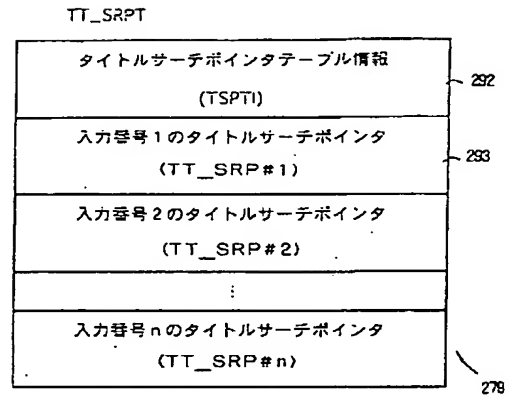 TT_SRPT
タイトルサーチポインタテーブル情報
(TSPTI)
292
入力番号1のタイトルサーチポインタ
(TT_SRP#1)
293
入力番号2のタイトルサーチポインタ
(TT_SRP#2)
⋮
入力番号nのタイトルサーチポインタ
(TT_SRP#n)
279